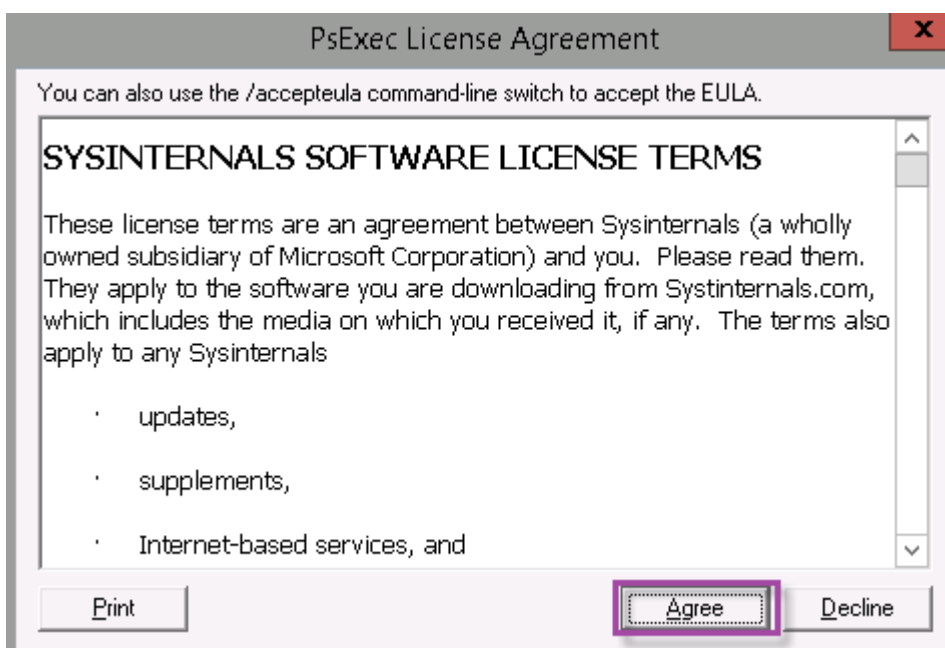 PsExec License Agreement
x
You can also use the /accepteula command-line switch to accept the EULA.
SYSINTERNALS SOFTWARE LICENSE TERMS
These license terms are an agreement between Sysinternals (a wholly
owned subsidiary of Microsoft Corporation) and you.  Please read them.
They apply to the software you are downloading from Systinternals.com,
which includes the media on which you received it, if any.  The terms also
apply to any Sysinternals
· updates,
· supplements,
· Internet-based services, and
Print Agree Decline